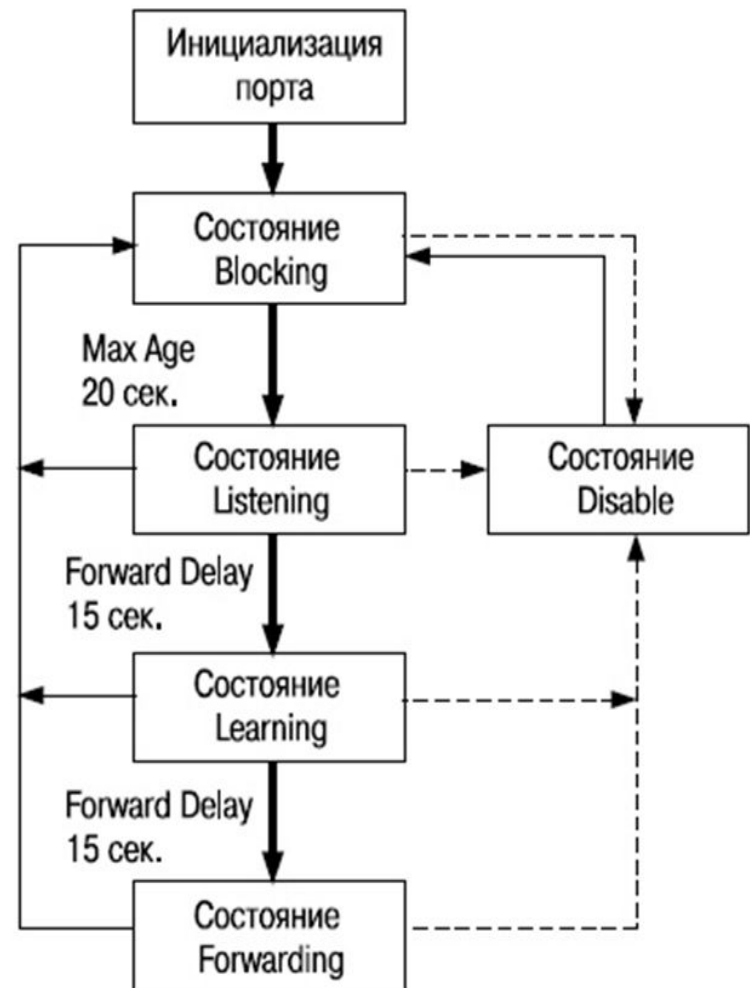 Инициализация
порта
Состояние
Blocking
Max Age
20 сек.
Состояние
Listening
Состояние
Disable
Forward Delay
15 сек.
Состояние
Learning
Forward Delay
15 сек.
Состояние
Forwarding